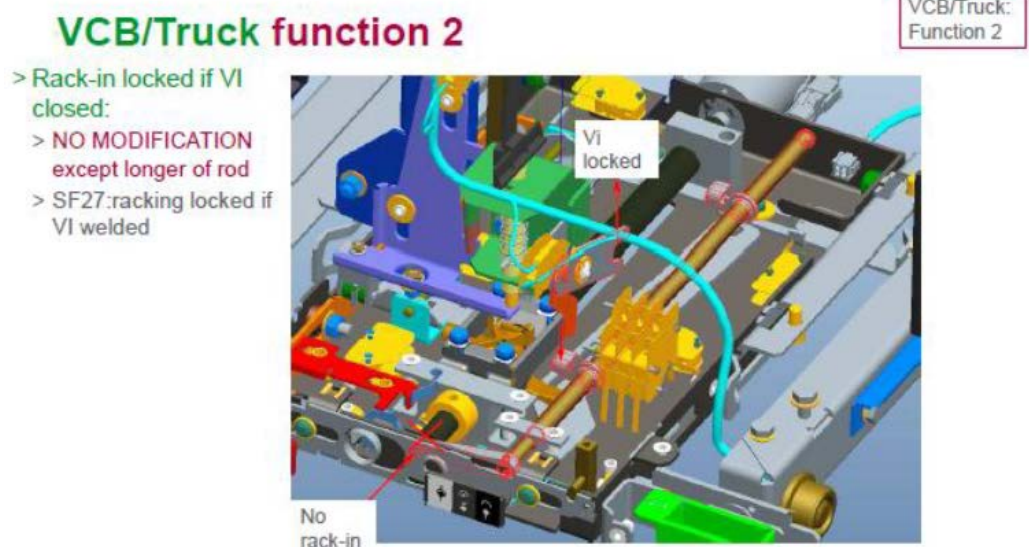 VCB/Truck:
Function 2
VCB/Truck function 2
> Rack-in locked if VI
closed:
> NO MODIFICATION
except longer of rod
> SF27:racking locked if
VI welded
Vi
locked
No
rack-in